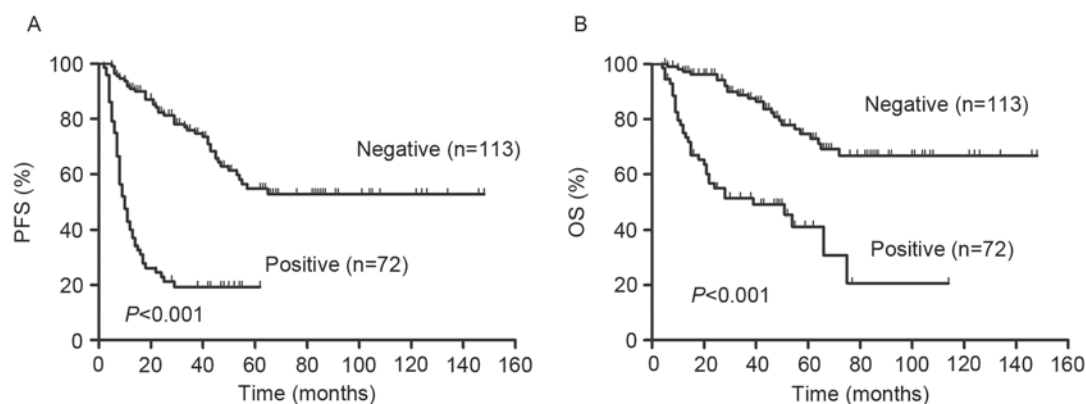 A
PFS (%)
100
80
60
40
20
0
Negative (n=113)
Positive (n=72)
P<0.001
0 20 40 60 80 100 120 140 160
Time (months)
B
OS (%)
100
80
60
40
20
0
Negative (n=113)
Positive (n=72)
P<0.001
0 20 40 60 80 100 120 140 160
Time (months)